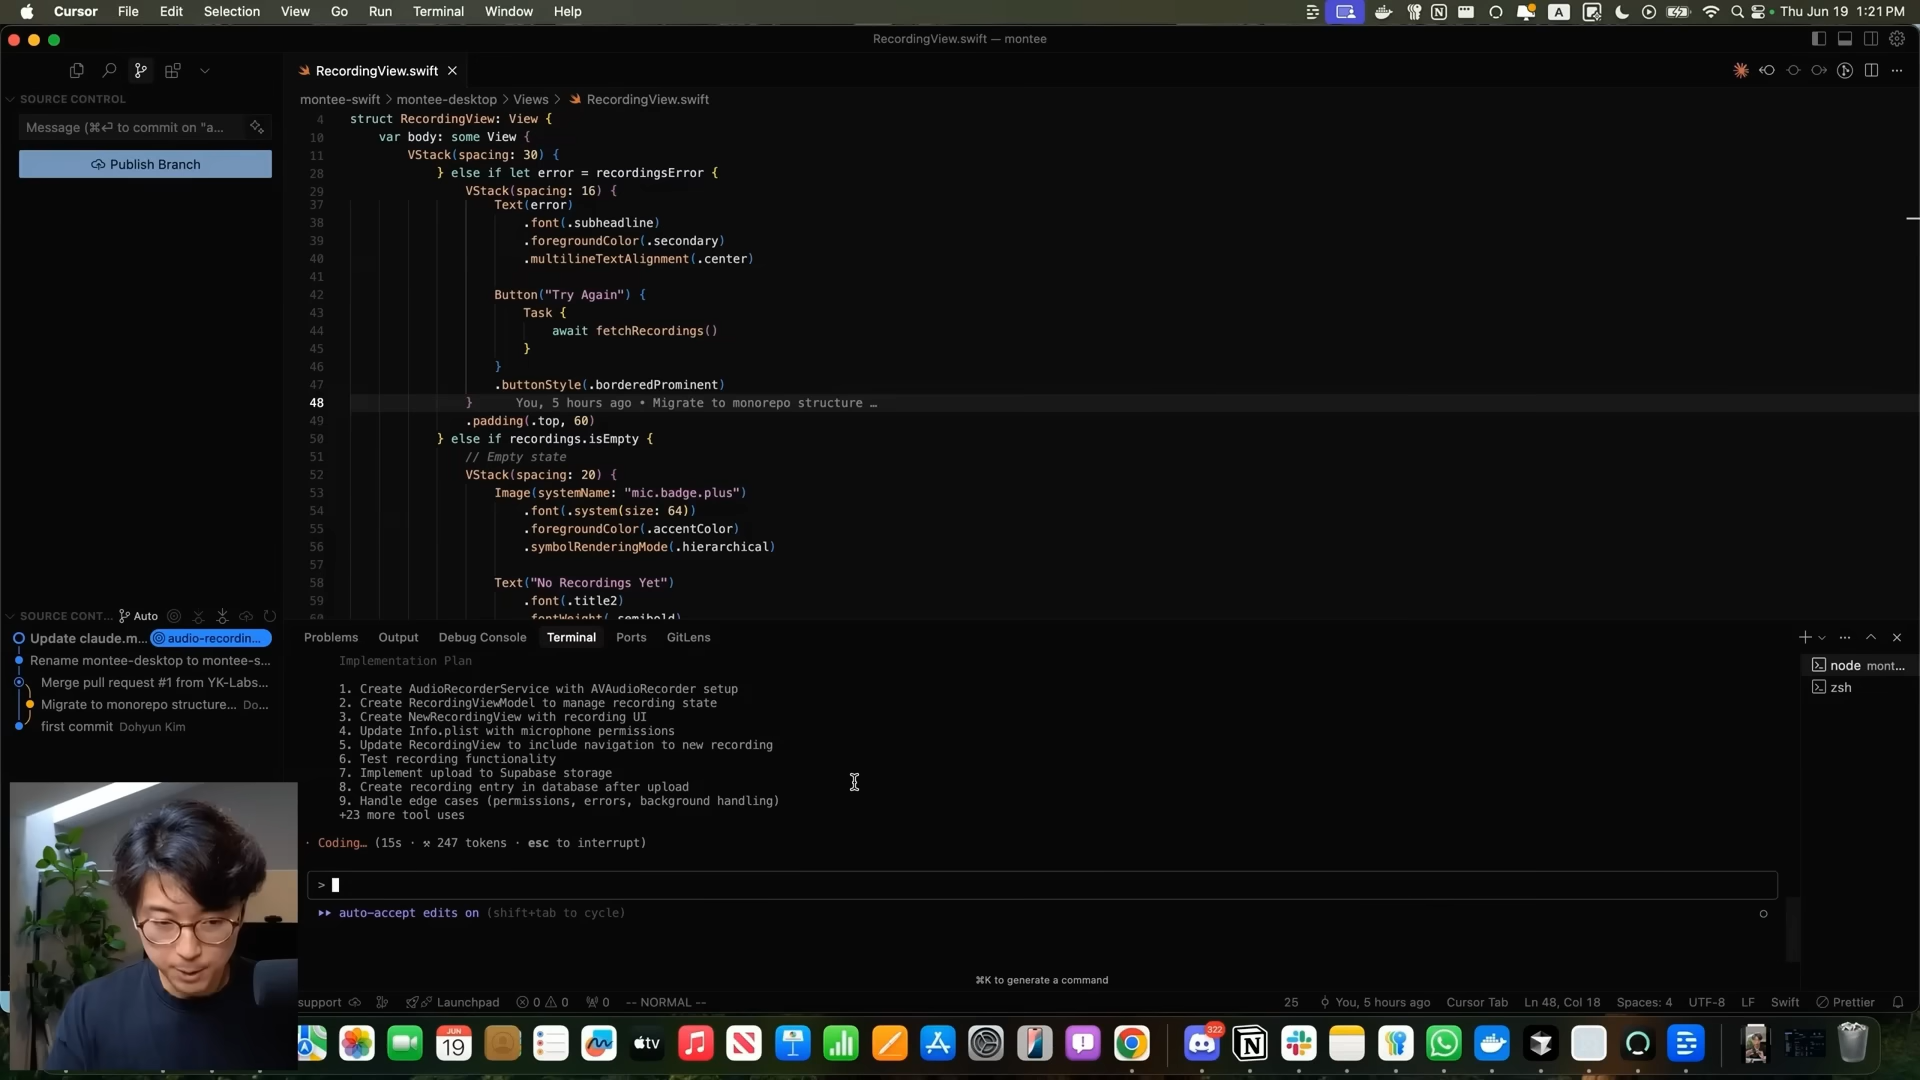 Cursor File Edit Selection View Go Run Terminal Window Help
A
Thu Jun 19 1:21 PM
RecordingView.swift — montee
RecordingView.swift
SOURCE CONTROL
Message (⌘⏎ to commit on "a...
Publish Branch
montee-swift > montee-desktop > Views > RecordingView.swift
4 struct RecordingView: View {
10 var body: some View {
11 VStack(spacing: 30) {
28 } else if let error = recordingsError {
29 VStack(spacing: 16) {
37 Text(error)
38 .font(.subheadline)
39 .foregroundColor(.secondary)
40 .multilineTextAlignment(.center)
41
42 Button("Try Again") {
43 Task {
44 await fetchRecordings()
45 }
46 }
47 .buttonStyle(.borderedProminent)
48 } You, 5 hours ago • Migrate to monorepo structure …
49 .padding(.top, 60)
50 } else if recordings.isEmpty {
51 // Empty state
52 VStack(spacing: 20) {
53 Image(systemName: "mic.badge.plus")
54 .font(.system(size: 64))
55 .foregroundColor(.accentColor)
56 .symbolRenderingMode(.hierarchical)
57
58 Text("No Recordings Yet")
59 .font(.title2)
60 .fontWeight(.semibold)
SOURCE CONT... Auto
Update claude.m... audio-recordin...
Rename montee-desktop to montee-s...
Merge pull request #1 from YK-Labs...
Migrate to monorepo structure... Do...
first commit Dohyun Kim
Problems Output Debug Console Terminal Ports GitLens
node mont...
zsh
Implementation Plan
1. Create AudioRecorderService with AVAudioRecorder setup
2. Create RecordingViewModel to manage recording state
3. Create NewRecordingView with recording UI
4. Update Info.plist with microphone permissions
5. Update RecordingView to include navigation to new recording
6. Test recording functionality
7. Implement upload to Supabase storage
8. Create recording entry in database after upload
9. Handle edge cases (permissions, errors, background handling)
+23 more tool uses
· Coding… (15s · ⚒ 247 tokens · esc to interrupt)
>
⏵⏵ auto-accept edits on (shift+tab to cycle)
⌘K to generate a command
support Launchpad 0 0 0 -- NORMAL -- 25 You, 5 hours ago Cursor Tab Ln 48, Col 18 Spaces: 4 UTF-8 LF Swift Prettier
JUN
19
tv
322